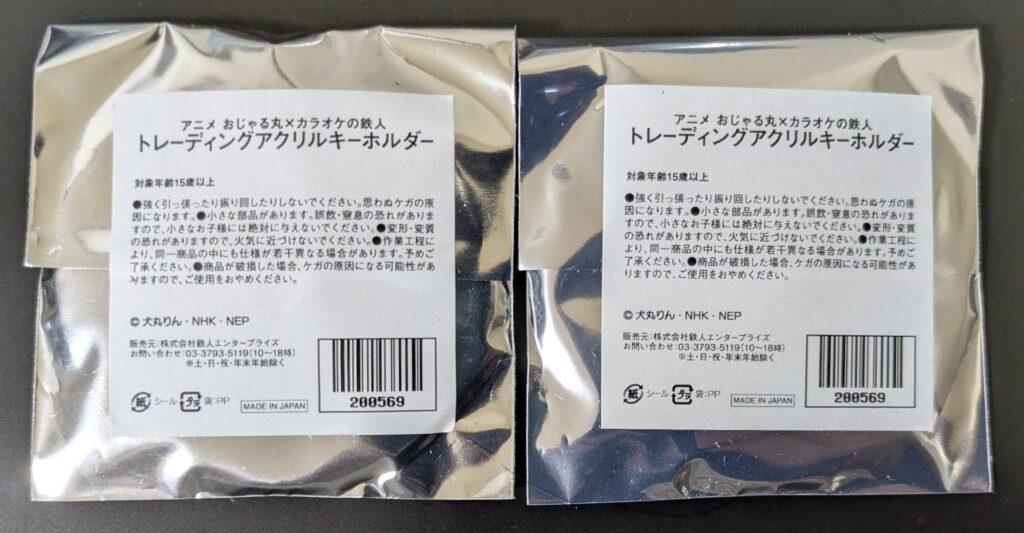 アニメ おじゃる丸×カラオケの鉄人
トレーディングアクリルキーホルダー
対象年齢15歳以上
●強く引っ張ったり振り回したりしないでください。思わぬケガの原
因になります。●小さな部品があります。誤飲・窒息の恐れがありま
すので、小さなお子様には絶対に与えないでください。●変形・変質
の恐れがありますので、火気に近づけないでください。●作業工程に
より、同一商品の中にも仕様が若干異なる場合があります。予めご
了承ください。●商品が破損した場合、ケガの原因になる可能性があ
りますので、ご使用をおやめください。
© 犬丸りん・NHK・NEP
販売元:株式会社鉄人エンタープライズ
お問い合わせ:03-3793-5119(10〜18時)
※土・日・祝・年末年始除く
紙 シール プラ 袋:PP MADE IN JAPAN
200569
アニメ おじゃる丸×カラオケの鉄人
トレーディングアクリルキーホルダー
対象年齢15歳以上
●強く引っ張ったり振り回したりしないでください。思わぬケガの原
因になります。●小さな部品があります。誤飲・窒息の恐れがありま
すので、小さなお子様には絶対に与えないでください。●変形・変質
の恐れがありますので、火気に近づけないでください。●作業工程に
より、同一商品の中にも仕様が若干異なる場合があります。予めご
了承ください。●商品が破損した場合、ケガの原因になる可能性があ
りますので、ご使用をおやめください。
© 犬丸りん・NHK・NEP
販売元:株式会社鉄人エンタープライズ
お問い合わせ:03-3793-5119(10〜18時)
※土・日・祝・年末年始除く
紙 シール プラ 袋:PP MADE IN JAPAN
200569